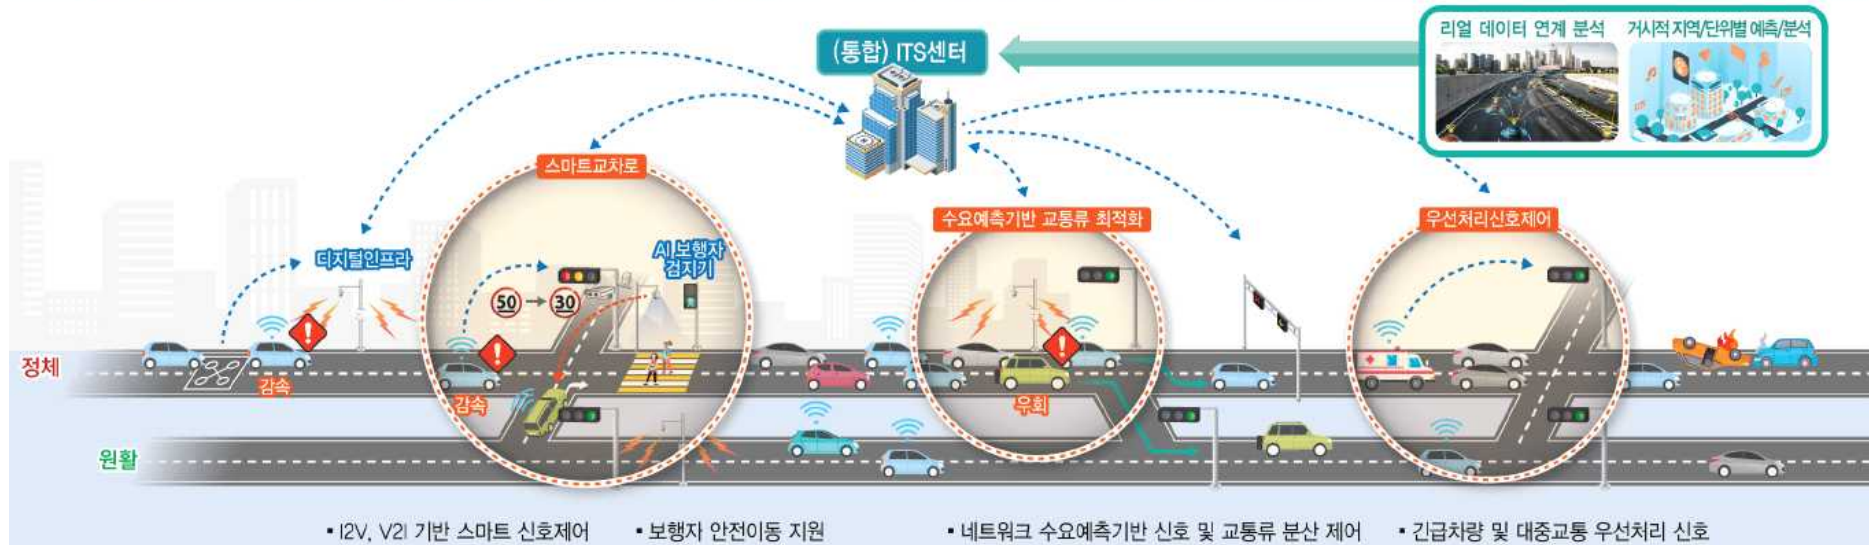 리얼 데이터 연계 분석
거시적 지역/단위별 예측/분석
(통합) ITS센터
스마트교차로
수요예측기반 교통류 최적화
우선처리신호제어
디지털인프라
AI 보행자
검지기
50
30
정체
감속
감속
우회
원활
▪ I2V, V2I 기반 스마트 신호제어
▪ 보행자 안전이동 지원
▪ 네트워크 수요예측기반 신호 및 교통류 분산 제어
▪ 긴급차량 및 대중교통 우선처리 신호